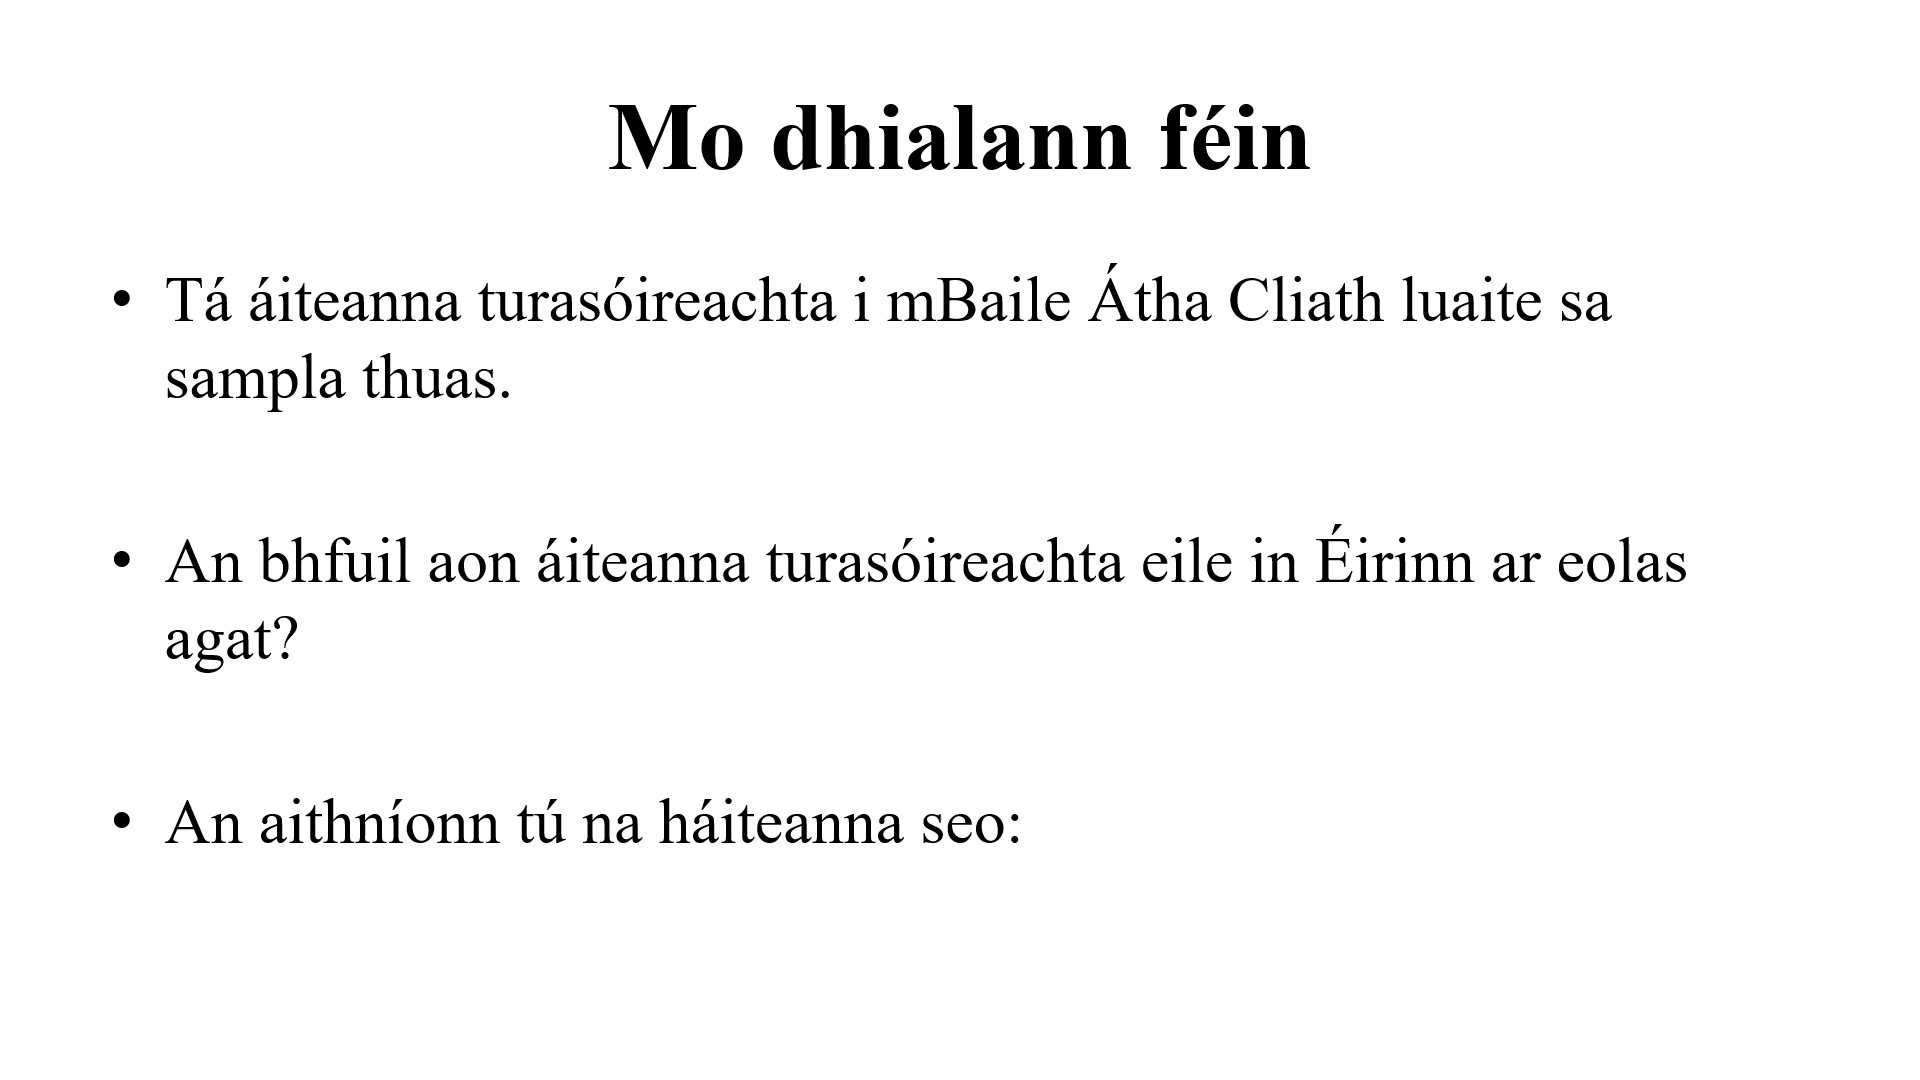 Mo dhialann féin
• Tá áiteanna turasóireachta i mBaile Átha Cliath luaite sa
sampla thuas.
• An bhfuil aon áiteanna turasóireachta eile in Éirinn ar eolas
agat?
• An aithníonn tú na háiteanna seo: